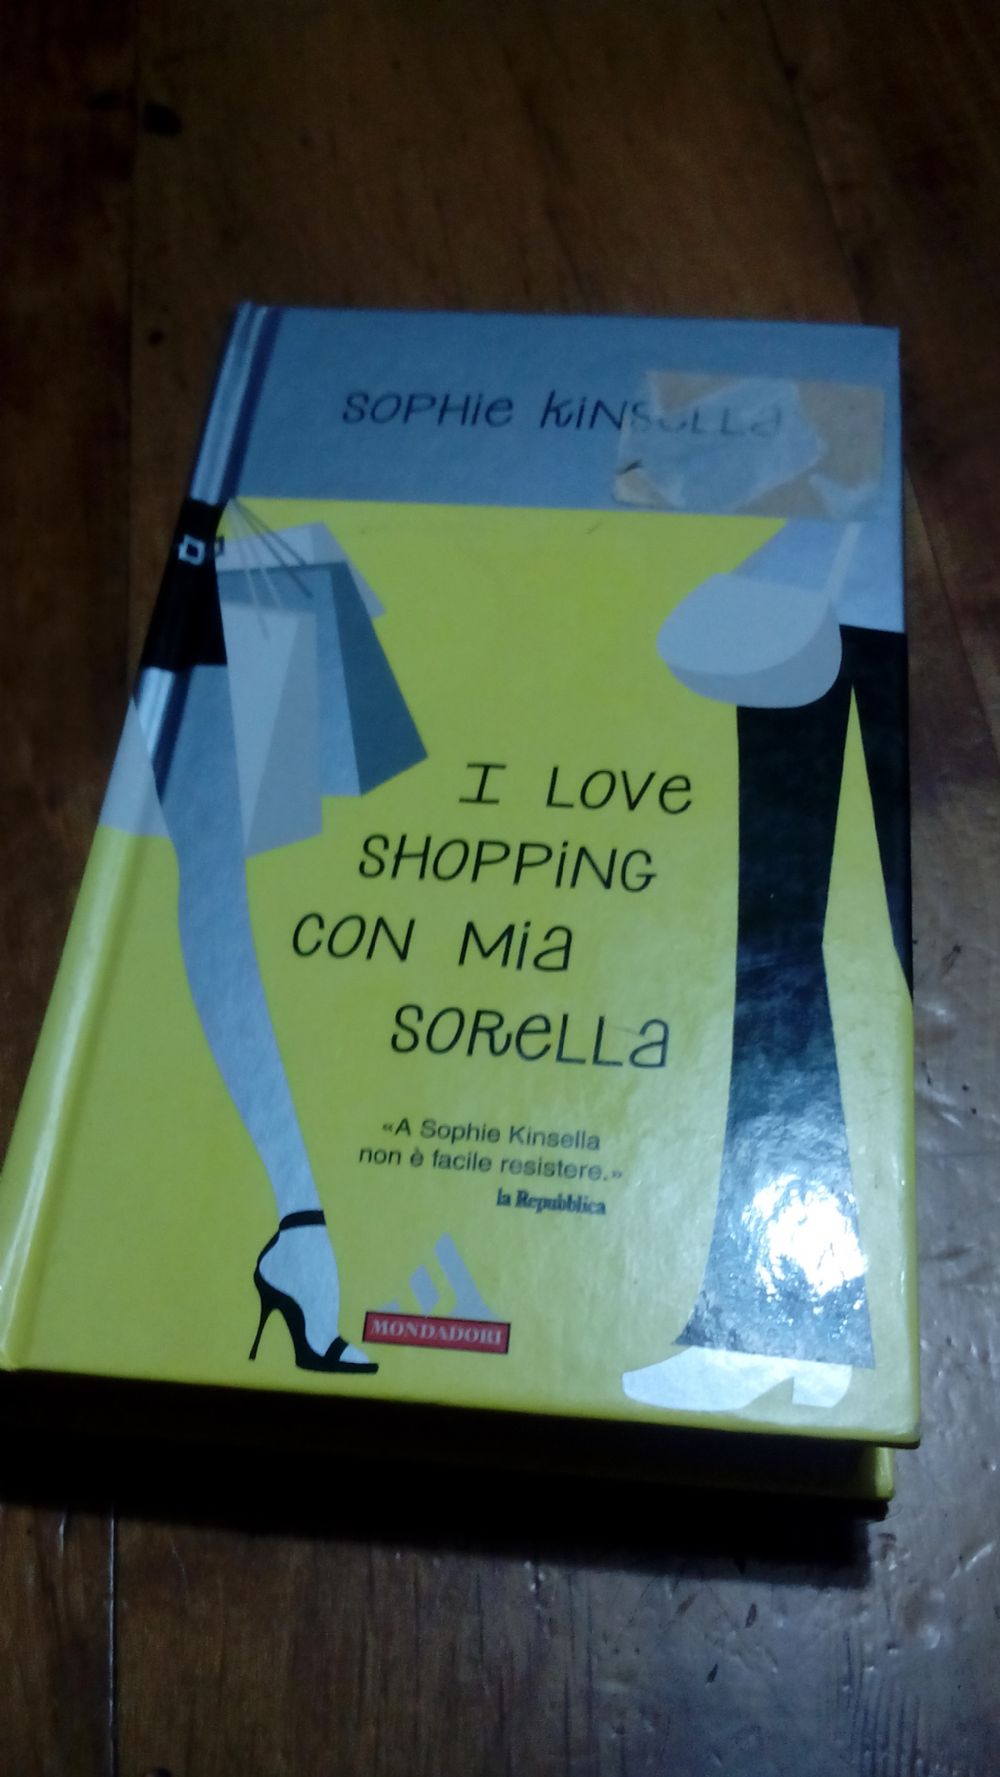 SOPHie KiNSeLLa
I LOVe
SHOPPiNG
CON Mia
SOReLLa
«A Sophie Kinsella
non è facile resistere.»
la Repubblica
MONDADORI